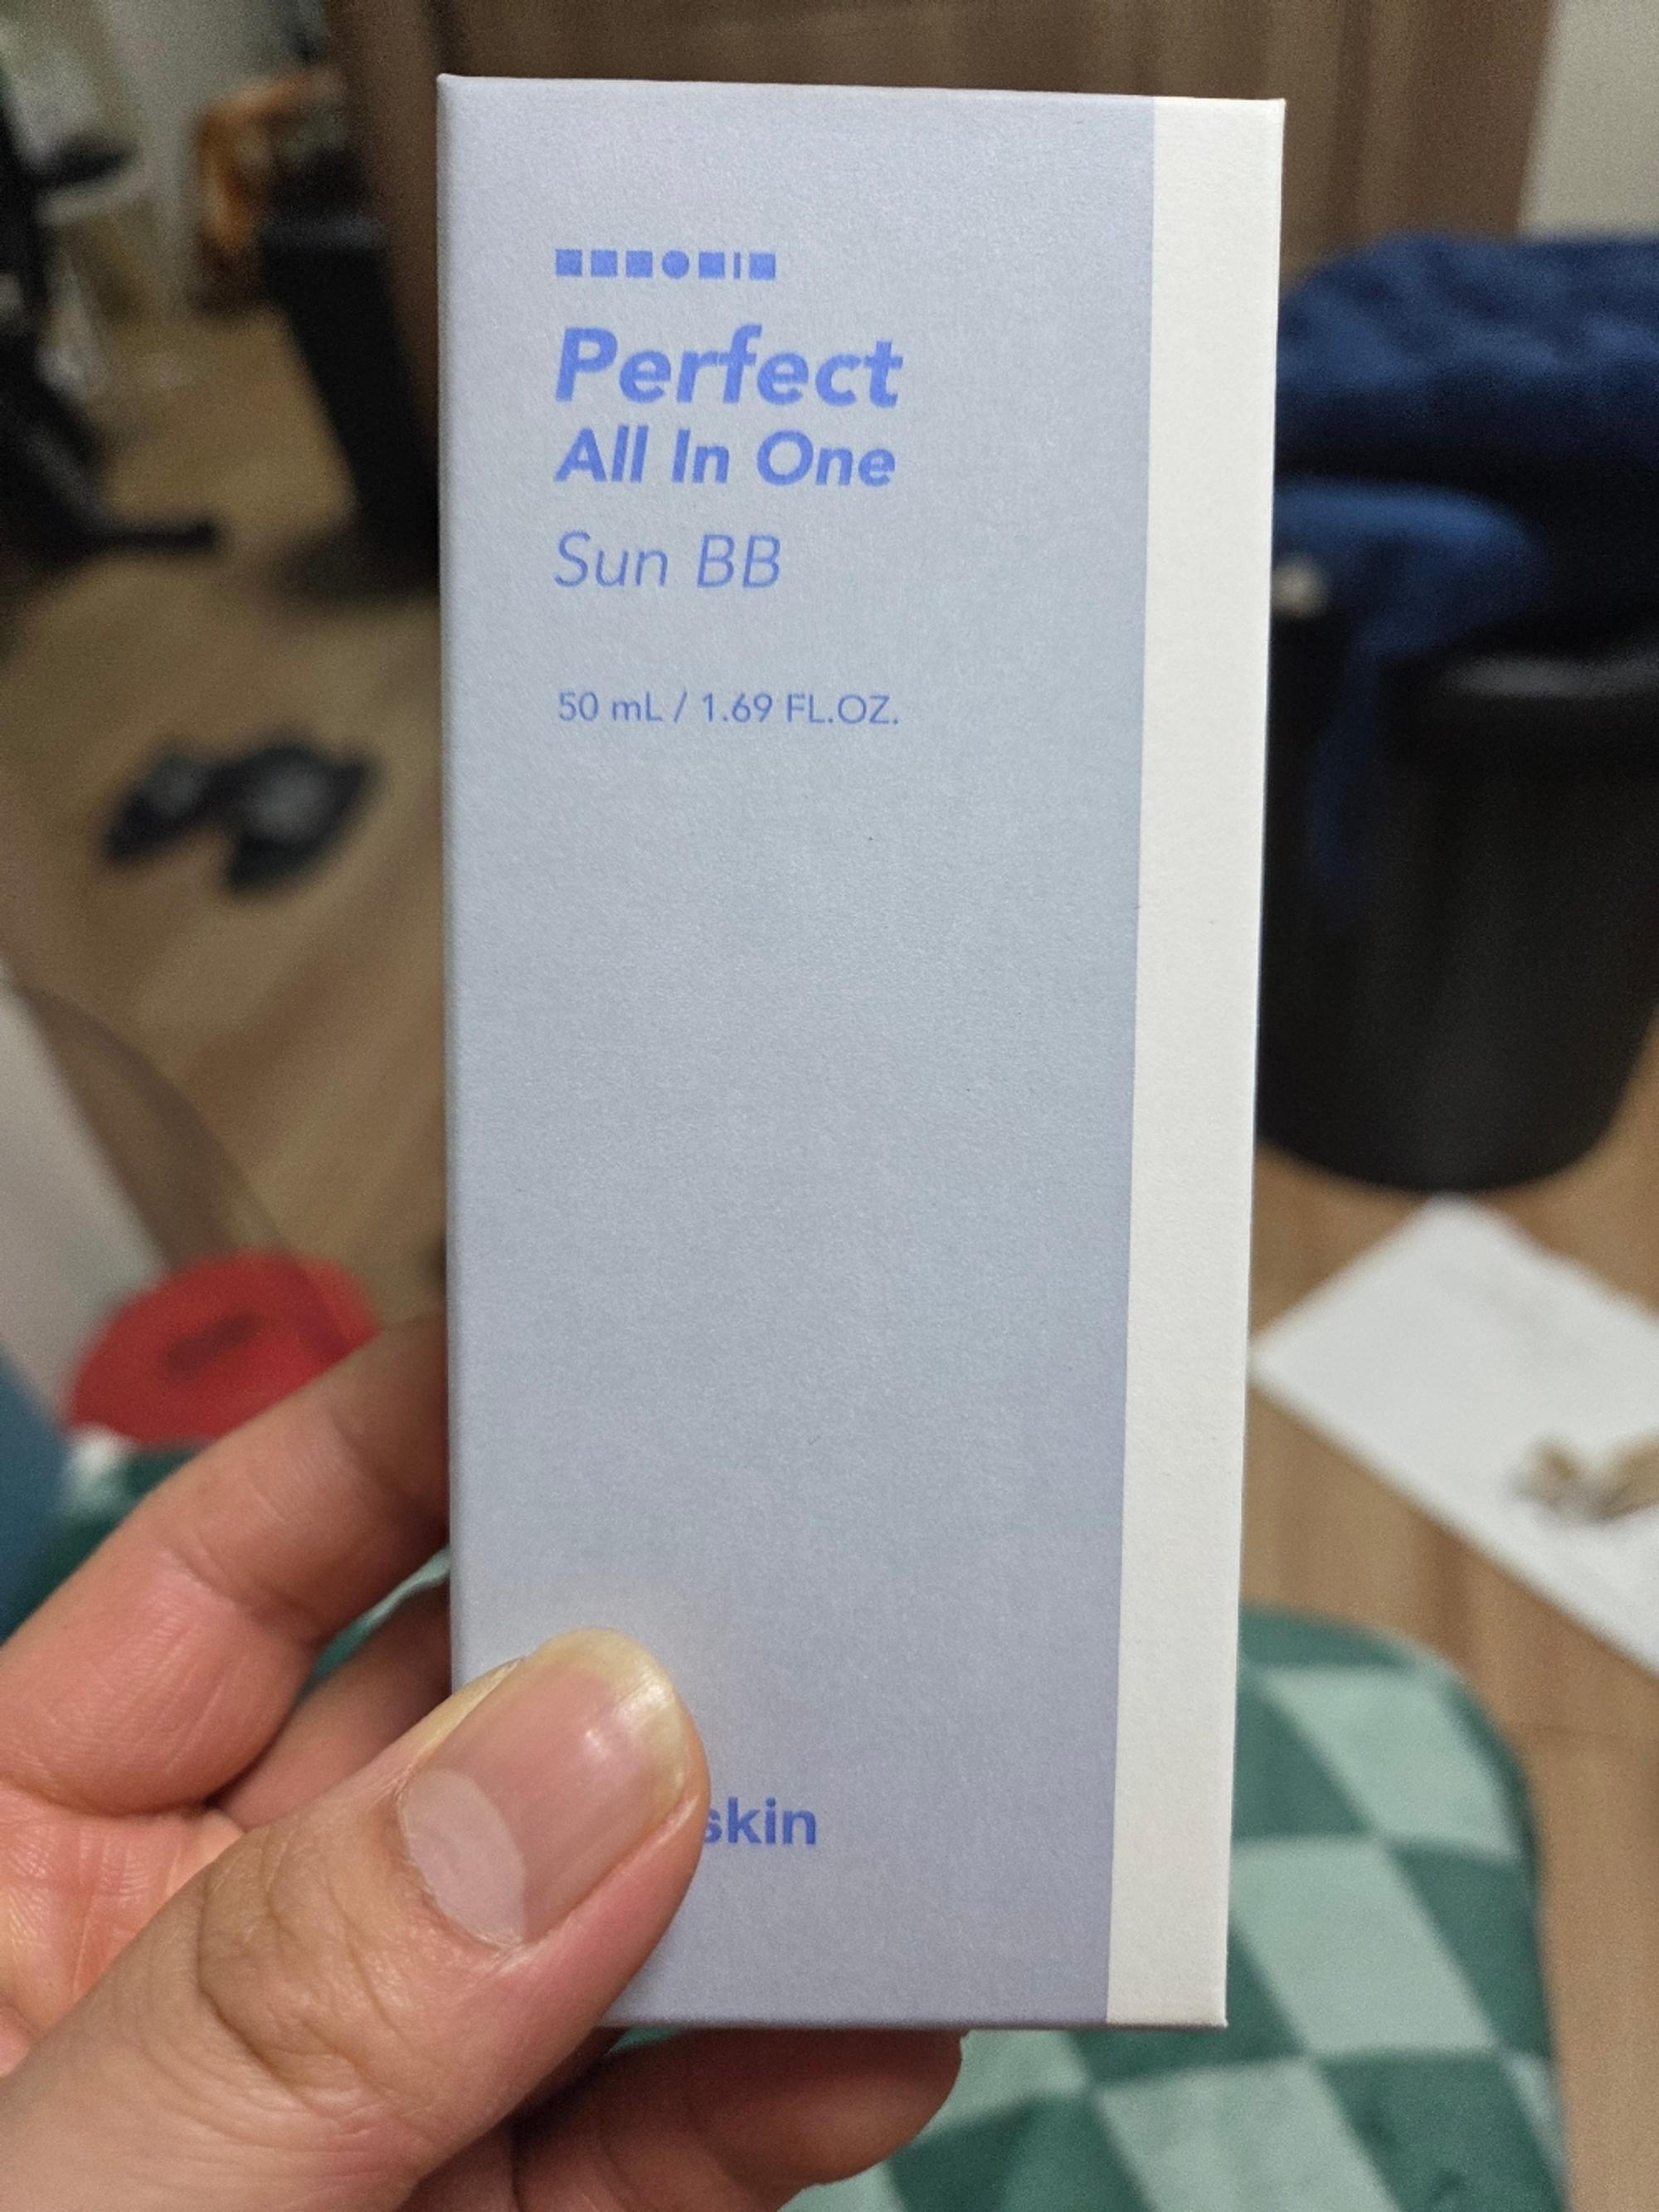 Perfect
All In One
Sun BB
50 mL / 1.69 FL.OZ.
skin